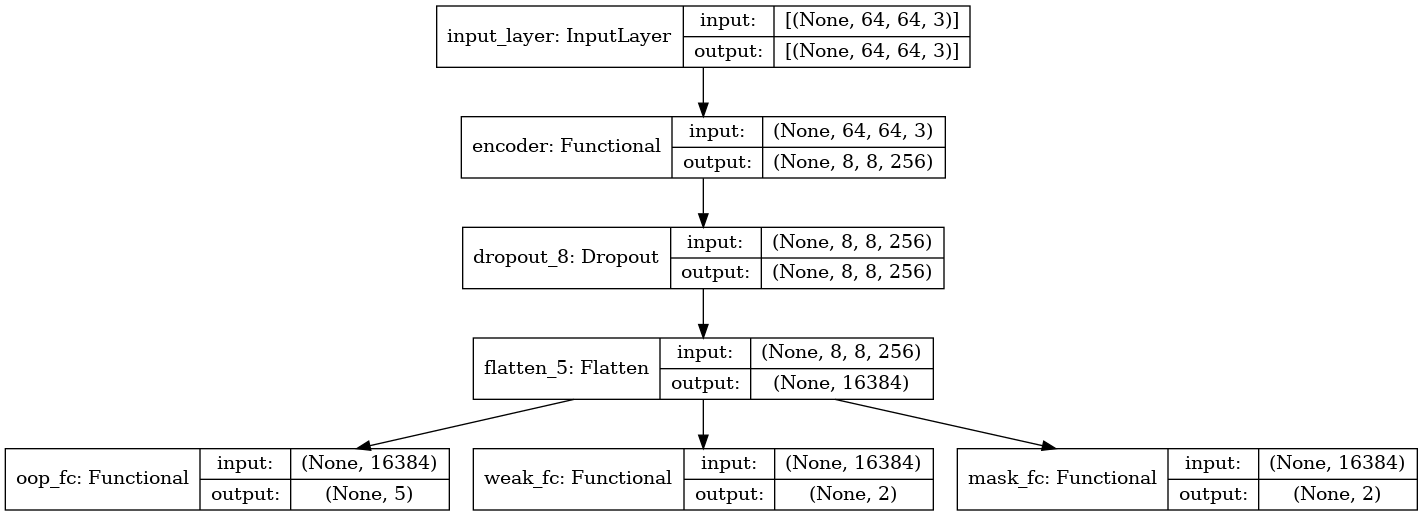 input_layer: InputLayer
input:
[(None, 64, 64, 3)]
output:
[(None, 64, 64, 3)]
encoder: Functional
input:
(None, 64, 64, 3)
output:
(None, 8, 8, 256)
dropout_8: Dropout
input:
(None, 8, 8, 256)
output:
(None, 8, 8, 256)
flatten_5: Flatten
input:
(None, 8, 8, 256)
output:
(None, 16384)
oop_fc: Functional
input:
(None, 16384)
output:
(None, 5)
weak_fc: Functional
input:
(None, 16384)
output:
(None, 2)
mask_fc: Functional
input:
(None, 16384)
output:
(None, 2)